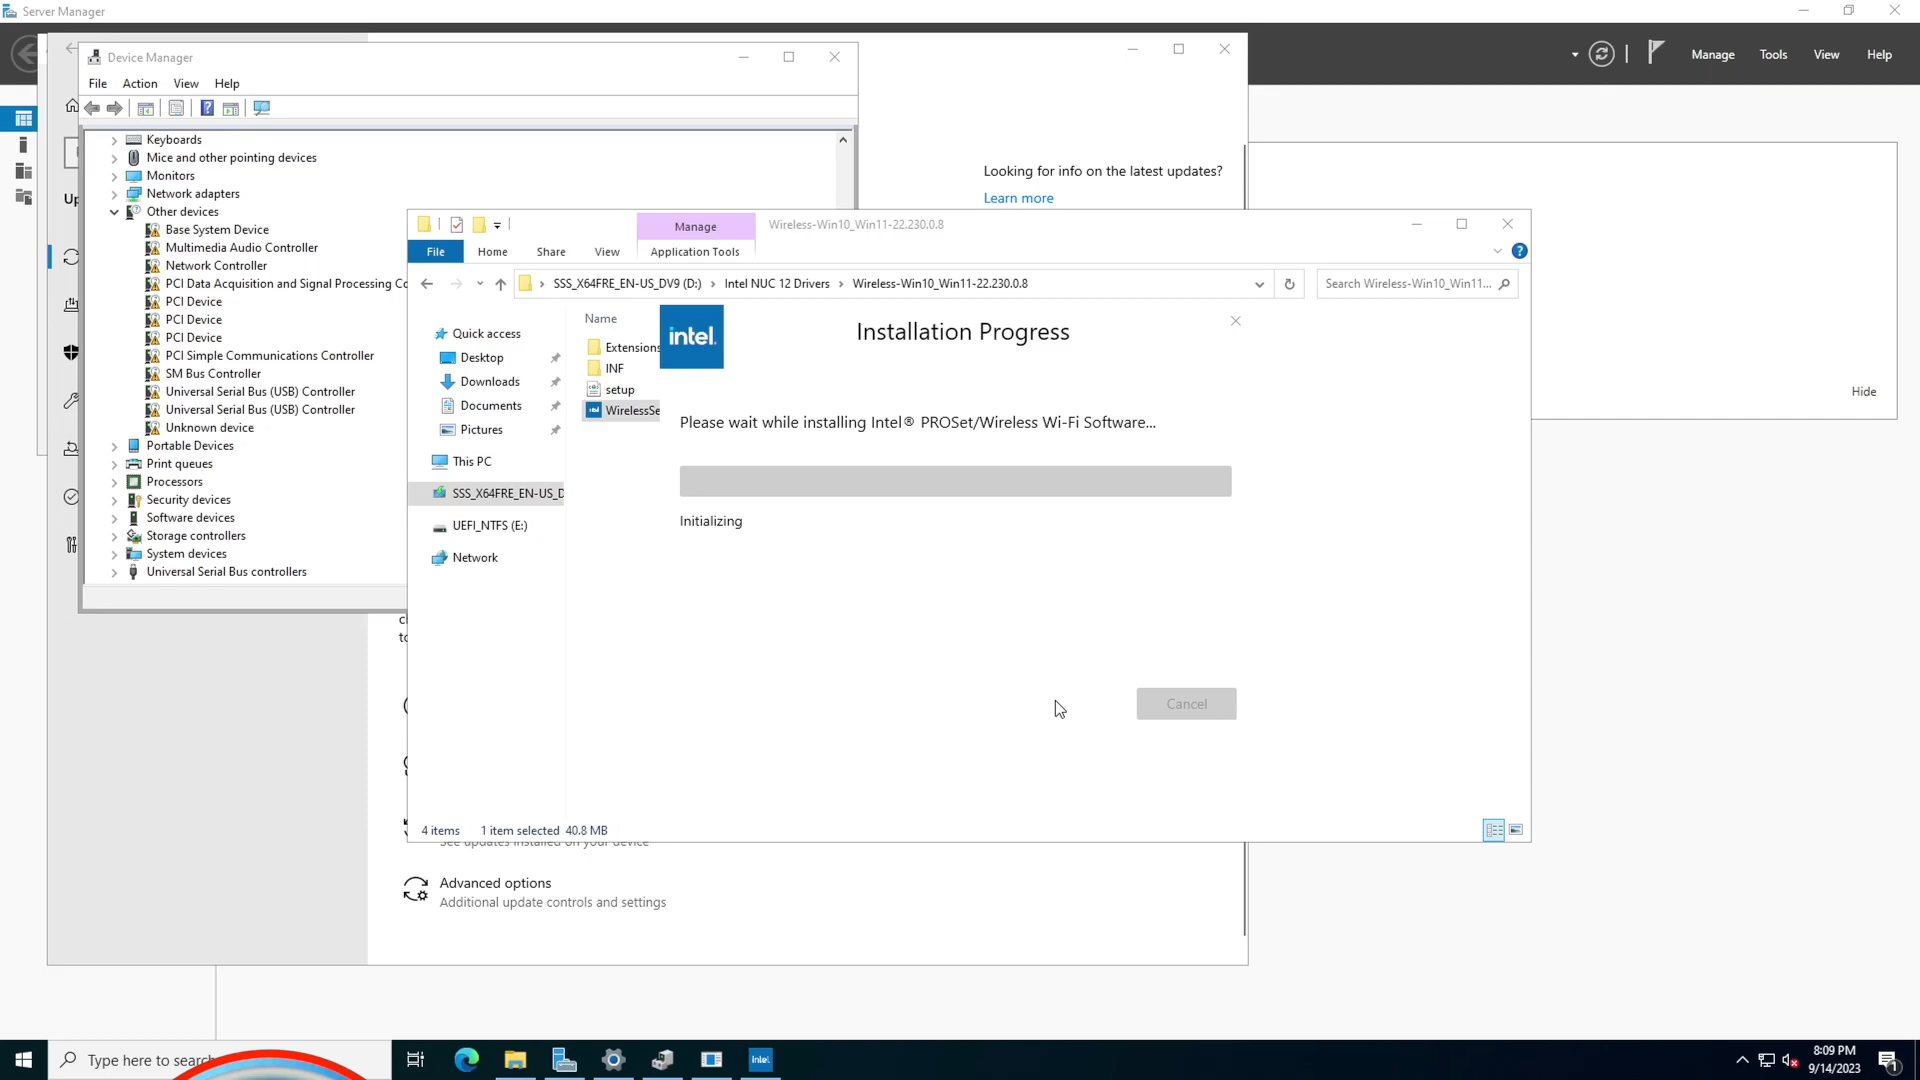 Server Manager
Manage
Tools
View
Help
Device Manager
File
Action
View
Help
Keyboards
Mice and other pointing devices
Monitors
Network adapters
Other devices
Base System Device
Multimedia Audio Controller
Network Controller
PCI Data Acquisition and Signal Processing Co
PCI Device
PCI Device
PCI Device
PCI Simple Communications Controller
SM Bus Controller
Universal Serial Bus (USB) Controller
Universal Serial Bus (USB) Controller
Unknown device
Portable Devices
Print queues
Processors
Security devices
Software devices
Storage controllers
System devices
Universal Serial Bus controllers
Up
Looking for info on the latest updates?
Learn more
Manage
Wireless-Win10_Win11-22.230.0.8
File
Home
Share
View
Application Tools
SSS_X64FRE_EN-US_DV9 (D:)
Intel NUC 12 Drivers
Wireless-Win10_Win11-22.230.0.8
Search Wireless-Win10_Win11...
Quick access
Desktop
Downloads
Documents
Pictures
This PC
SSS_X64FRE_EN-US_D
UEFI_NTFS (E:)
Network
Name
Extensions
INF
setup
WirelessSe
intel.
Installation Progress
Please wait while installing Intel® PROSet/Wireless Wi-Fi Software...
Initializing
Cancel
Hide
4 items
1 item selected 40.8 MB
See updates installed on your device
Advanced options
Additional update controls and settings
Type here to search
intel
8:09 PM
9/14/2023
1